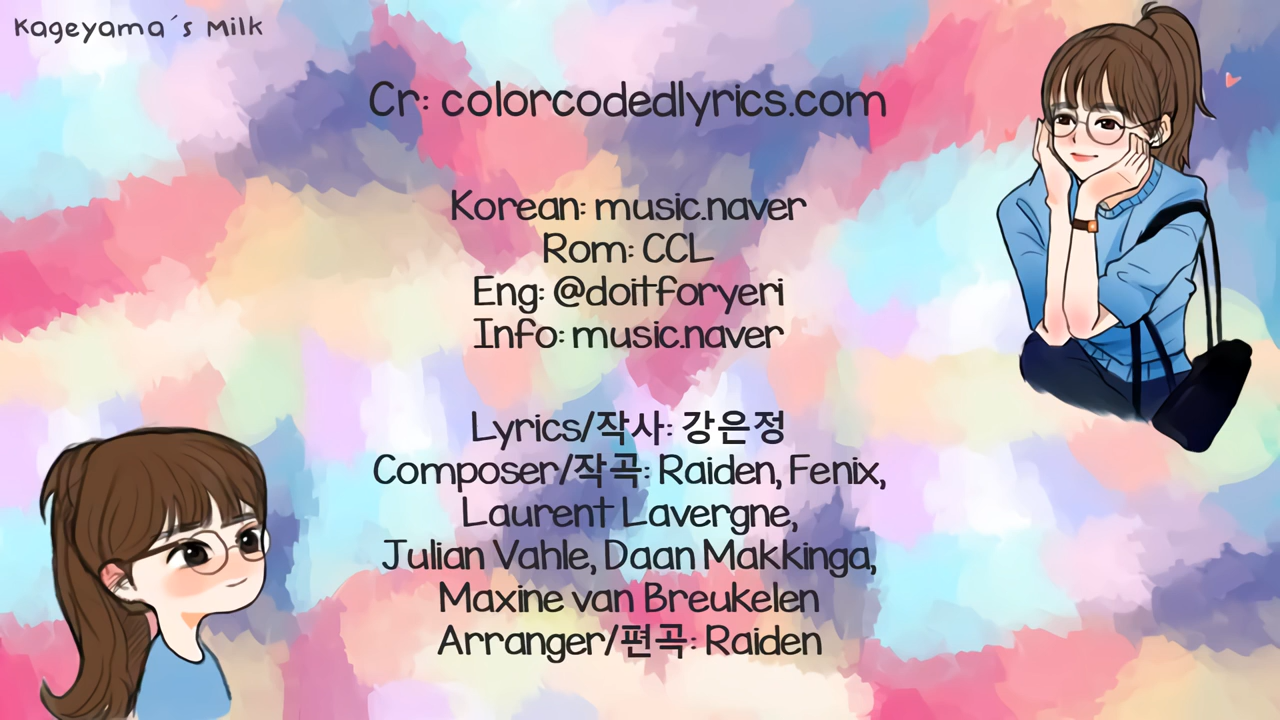 Kageyama´s Milk
Cr: colorcodedlyrics.com
Korean: music.naver
Rom: CCL
Eng: @doitforyeri
Info: music.naver
Lyrics/작사: 강은정
Composer/작곡: Raiden, Fenix,
Laurent Lavergne,
Julian Vahle, Daan Makkinga,
Maxine van Breukelen
Arranger/편곡: Raiden